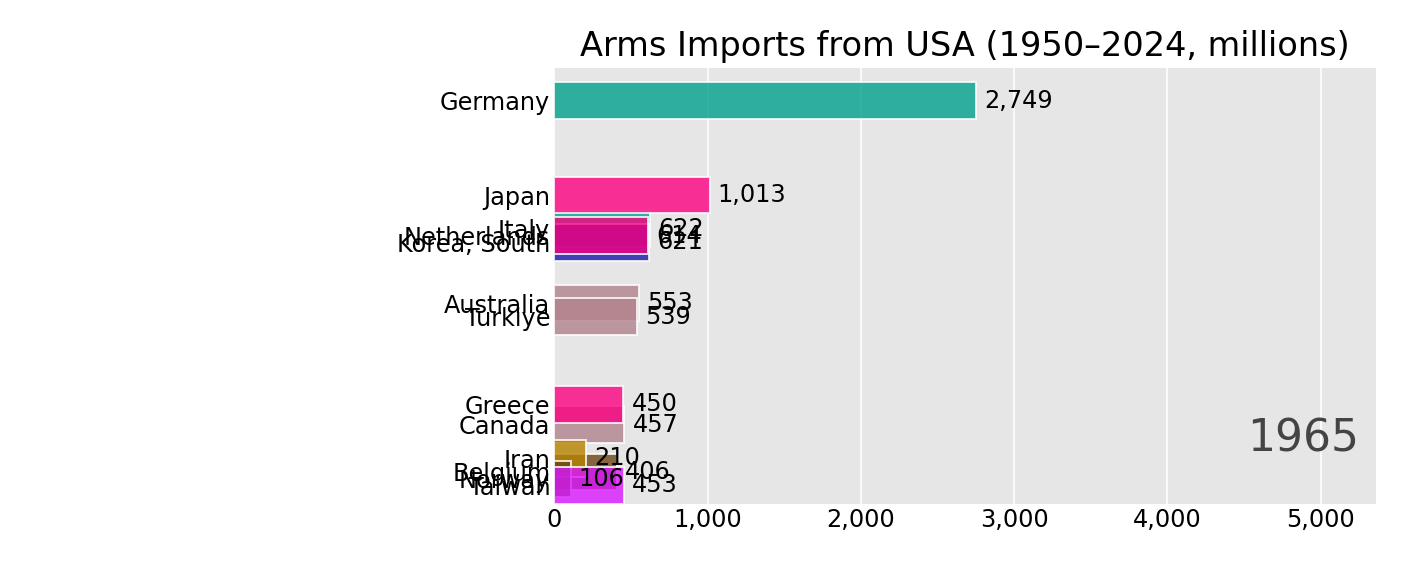 Arms Imports from USA (1950–2024, millions)
Germany 2,749
Japan 1,013
Italy 622
Netherlands 614
Korea, South 621
Australia 553
Türkiye 539
Greece 450
Canada 457
1965
Iran 210
Belgium 406
Norway 106
Taiwan 453
0 1,000 2,000 3,000 4,000 5,000